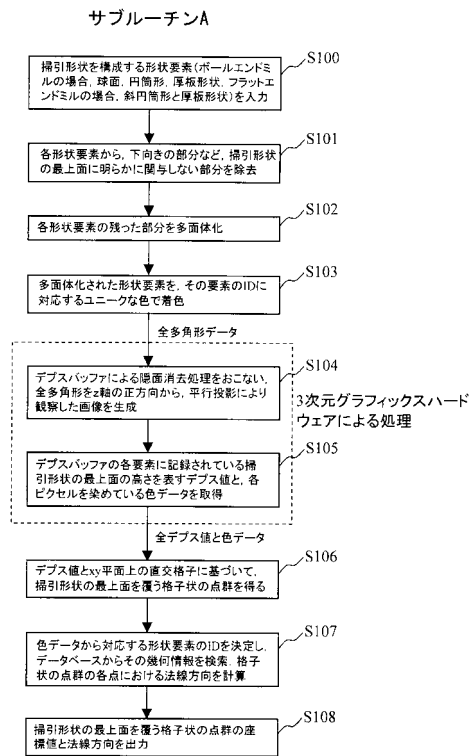 サブルーチンA
S100
掃引形状を構成する形状要素(ボールエンドミ
ルの場合, 球面, 円筒形, 厚板形状, フラットエ
ンドミルの場合, 斜円筒形と厚板形状)を入力
S101
各形状要素から, 下向きの部分など, 掃引形状
の最上面に明らかに関与しない部分を除去
S102
各形状要素の残った部分を多面体化
S103
多面体化された形状要素を, その要素のIDに
対応するユニークな色で着色
全多角形データ
S104
デプスバッファによる隠面消去処理をおこない,
全多角形をz軸の正方向から, 平行投影により
観察した画像を生成
3次元グラフィックスハード
ウェアによる処理
S105
デプスバッファの各要素に記録されている掃
引形状の最上面の高さを表すデプス値と, 各
ピクセルを染めている色データを取得
全デプス値と色データ
S106
デプス値とxy平面上の直交格子に基づいて,
掃引形状の最上面を覆う格子状の点群を得る
S107
色データから対応する形状要素のIDを決定し,
データベースからその幾何情報を検索. 格子
状の点群の各点における法線方向を計算
S108
掃引形状の最上面を覆う格子状の点群の座
標値と法線方向を出力